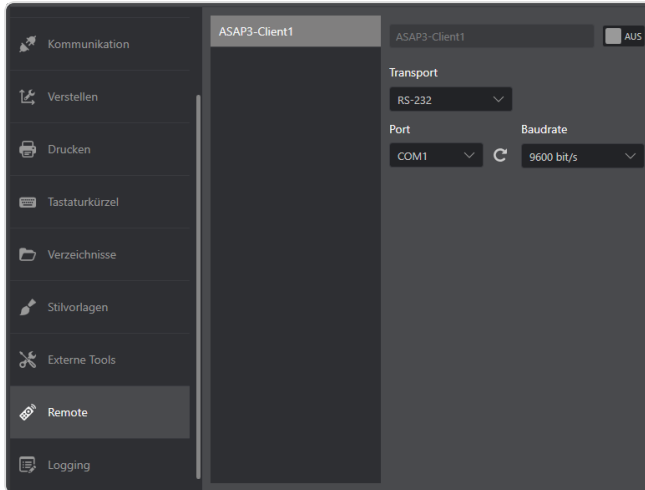 Kommunikation
Verstellen
Drucken
Tastaturkürzel
Verzeichnisse
Stilvorlagen
Externe Tools
Remote
Logging
ASAP3-Client1
ASAP3-Client1
AUS
Transport
RS-232
Port
Baudrate
COM1
9600 bit/s